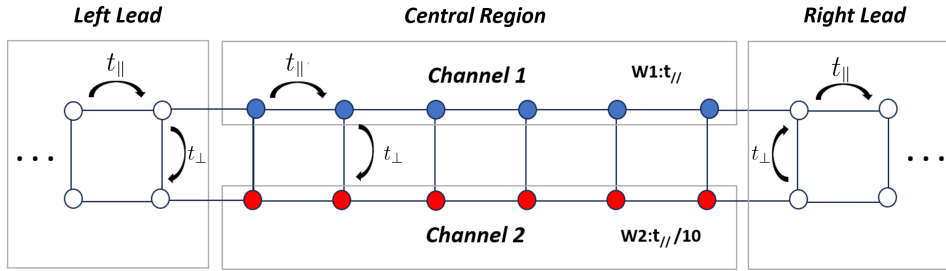 Left Lead
Central Region
Right Lead
t∥
t∥
Channel 1
W1:t//
t∥
t⊥
t⊥
t⊥
...
...
Channel 2
W2:t///10